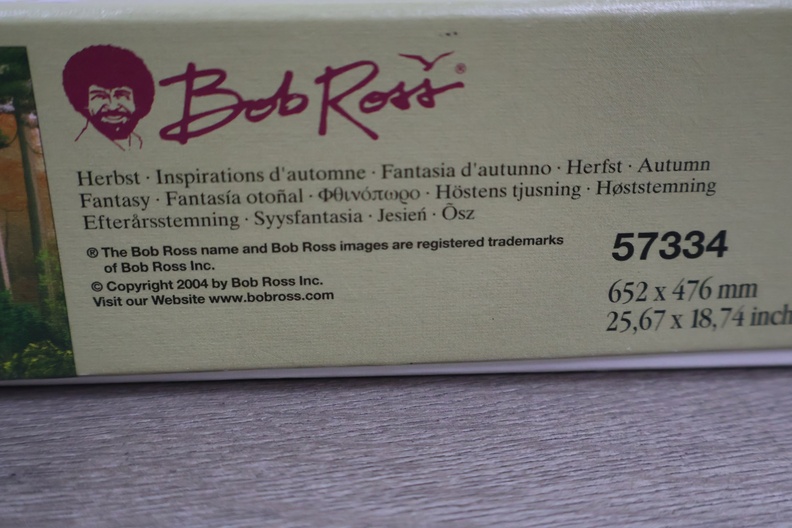 Bob Ross®
Herbst · Inspirations d'automne · Fantasia d'autunno · Herfst · Autumn
Fantasy · Fantasía otoñal · Φθινόπωρο · Höstens tjusning · Høststemning
Efterårsstemning · Syysfantasia · Jesień · Õsz
® The Bob Ross name and Bob Ross images are registered trademarks
of Bob Ross Inc.
© Copyright 2004 by Bob Ross Inc.
Visit our Website www.bobross.com
57334
652 x 476 mm
25,67 x 18,74 inch